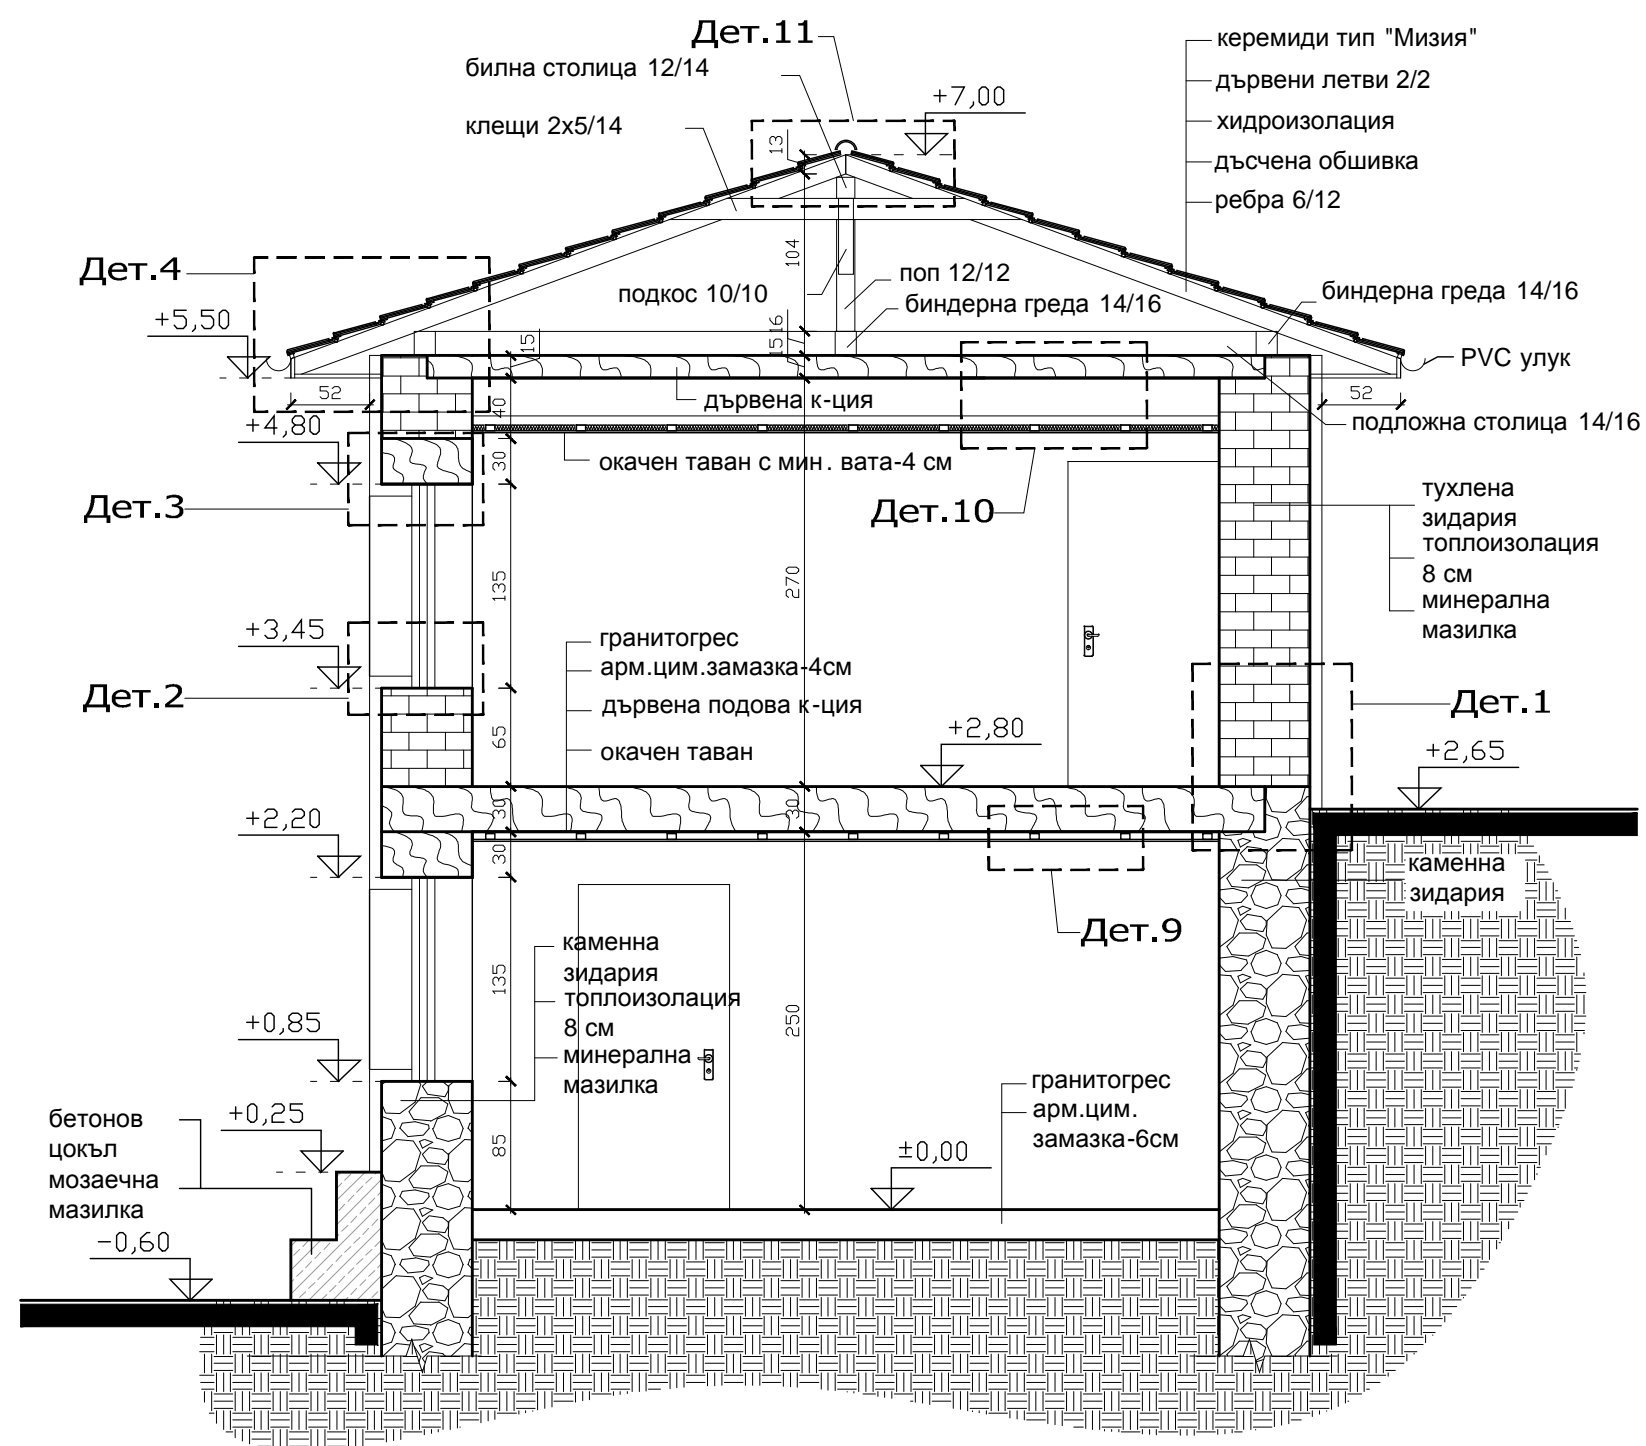 Дет.11
керемиди тип "Мизия"
билна столица 12/14
дървени летви 2/2
+7,00
клещи 2x5/14
хидроизолация
13
дъсчена обшивка
ребра 6/12
104
Дет.4
поп 12/12
подкос 10/10
биндерна греда 14/16
биндерна греда 14/16
+5,50
16
15
15
PVC улук
52
52
40
дървена к-ция
+4,80
подложна столица 14/16
30
окачен таван с мин. вата-4 см
Дет.3
Дет.10
тухлена
зидария
топлоизолация
8 см
минерална
мазилка
135
270
+3,45
гранитогрес
арм.цим.замазка-4см
Дет.2
дървена подова к-ция
Дет.1
65
окачен таван
+2,80
+2,65
30
30
+2,20
30
каменна
зидария
Дет.9
каменна
зидария
топлоизолация
8 см
минерална
мазилка
135
250
+0,85
гранитогрес
арм.цим.
замазка-6см
бетонов
цокъл
мозаечна
мазилка
+0,25
85
±0,00
-0,60